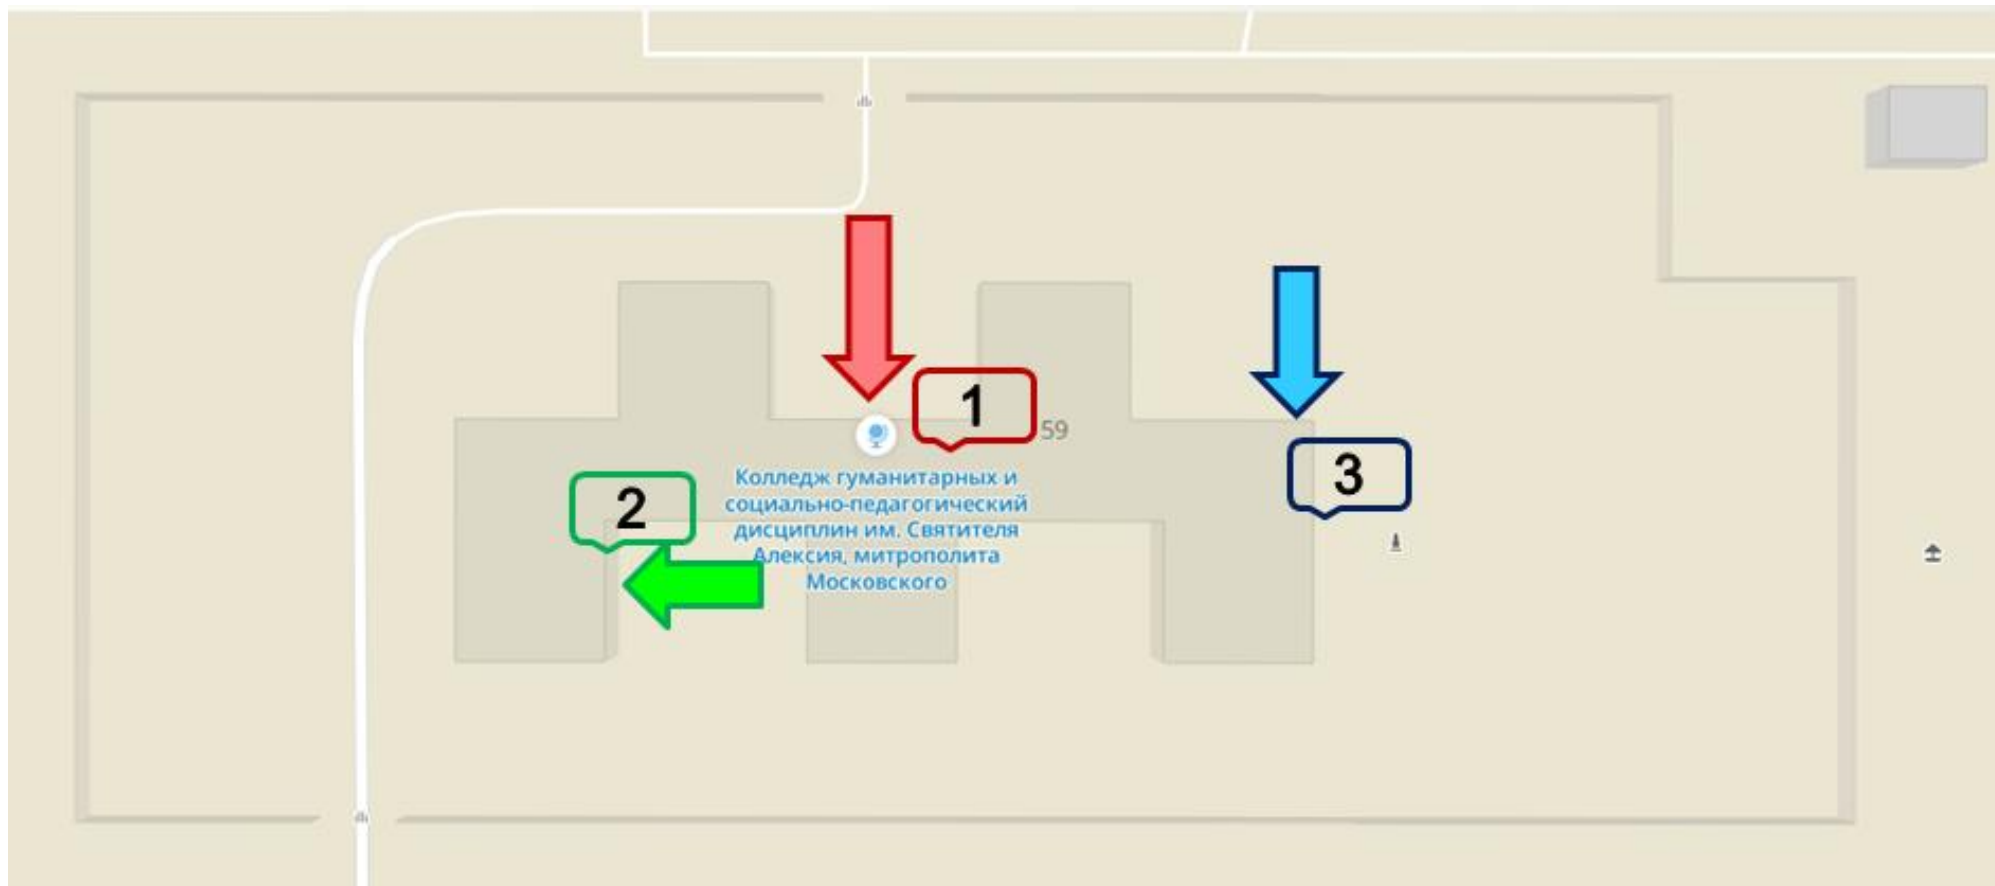 1
59
Колледж гуманитарных и
социально-педагогический
дисциплин им. Святителя
Алексия, митрополита
Московского
2
3